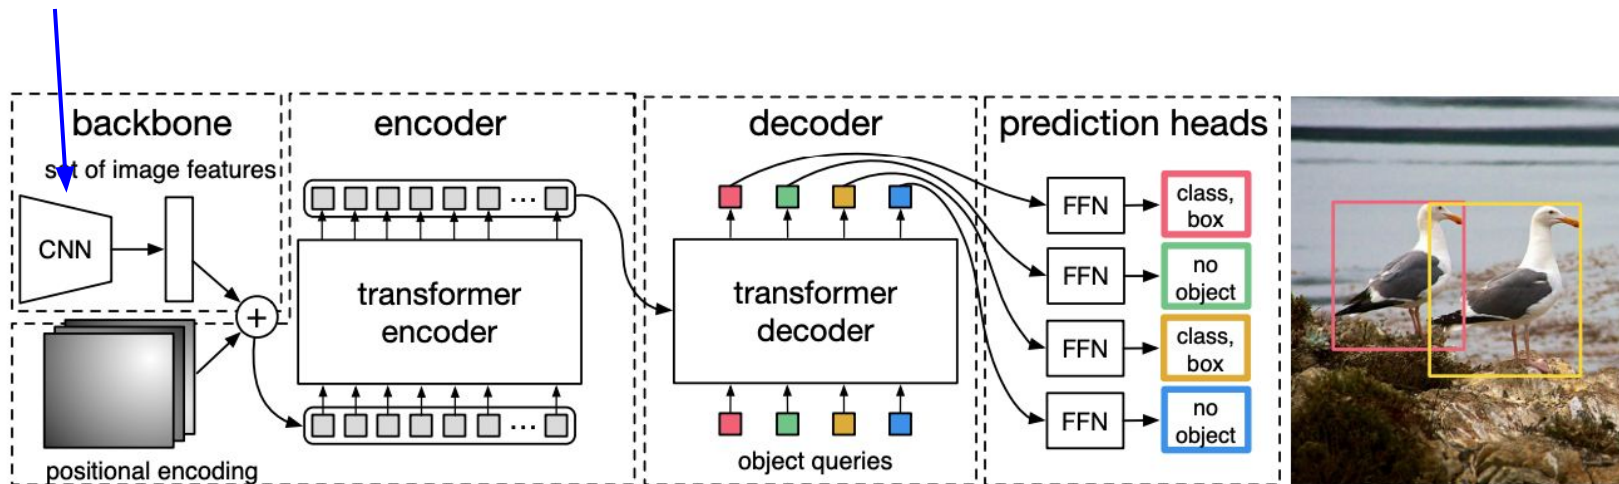 backbone
set of image features
CNN
+
positional encoding
encoder
...
transformer
encoder
...
decoder
transformer
decoder
object queries
prediction heads
FFN
class,
box
FFN
no
object
FFN
class,
box
FFN
no
object